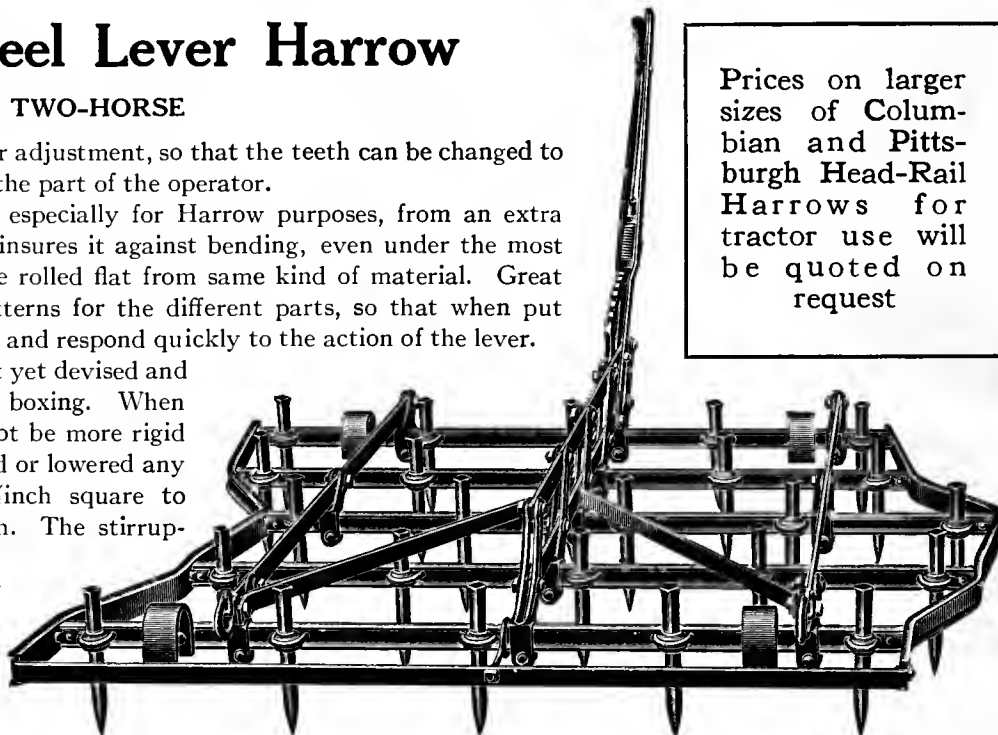 eel Lever Harrow
TWO-HORSE
r adjustment, so that the teeth can be changed to
the part of the operator.
especially for Harrow purposes, from an extra
insures it against bending, even under the most
e rolled flat from same kind of material. Great
tterns for the different parts, so that when put
and respond quickly to the action of the lever.
t yet devised and
boxing. When
ot be more rigid
d or lowered any
inch square to
n. The stirrup-
Prices on larger
sizes of Colum-
bian and Pitts-
burgh Head-Rail
Harrows for
tractor use will
be quoted on
request